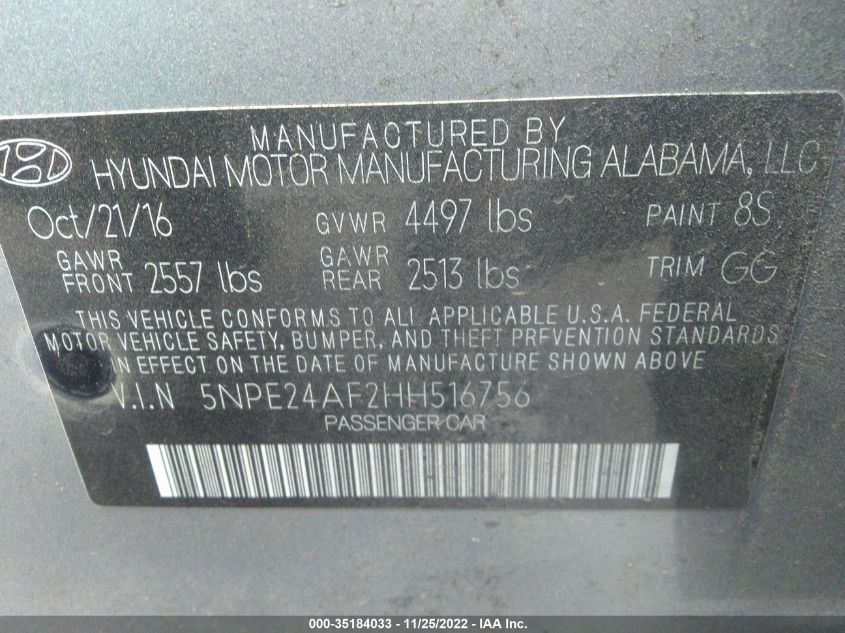 MANUFACTURED BY
HYUNDAI MOTOR MANUFACTURING ALABAMA, LLC
Oct/21/16 GVWR 4497 lbs PAINT 8S
GAWR FRONT 2557 lbs GAWR REAR 2513 lbs TRIM GG
THIS VEHICLE CONFORMS TO ALL APPLICABLE U.S.A. FEDERAL
MOTOR VEHICLE SAFETY, BUMPER, AND THEFT PREVENTION STANDARDS
IN EFFECT ON THE DATE OF MANUFACTURE SHOWN ABOVE.
V.I.N 5NPE24AF2HH516756
PASSENGER CAR
000-35184033 - 11/25/2022 - IAA Inc.